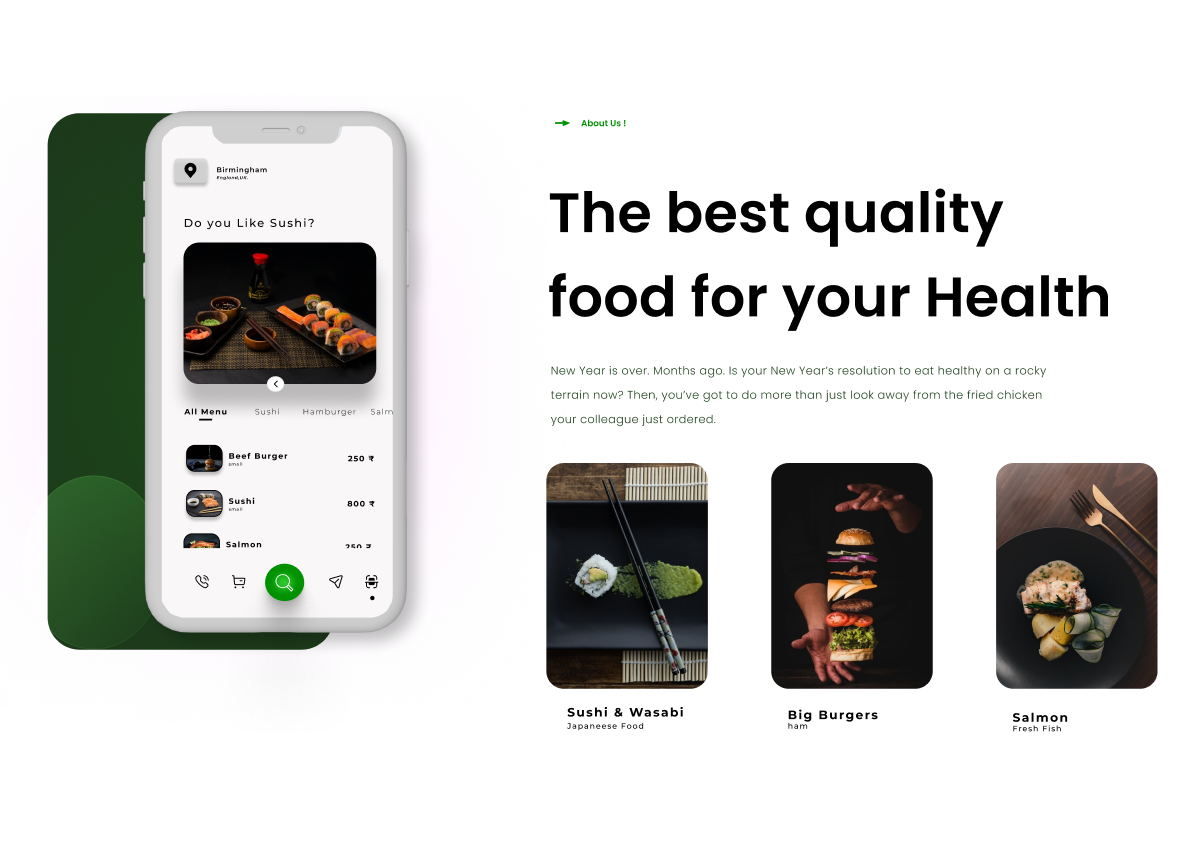 Birmingham
England,UK.
Do you Like Sushi?
All Menu Sushi Hamburger Salm
Beef Burger
small
250 ₹
Sushi
small
800 ₹
Salmon
250 ₹
About Us !
The best quality
food for your Health
New Year is over. Months ago. Is your New Year’s resolution to eat healthy on a rocky
terrain now? Then, you’ve got to do more than just look away from the fried chicken
your colleague just ordered.
Sushi & Wasabi
Japaneese Food
Big Burgers
ham
Salmon
Fresh Fish